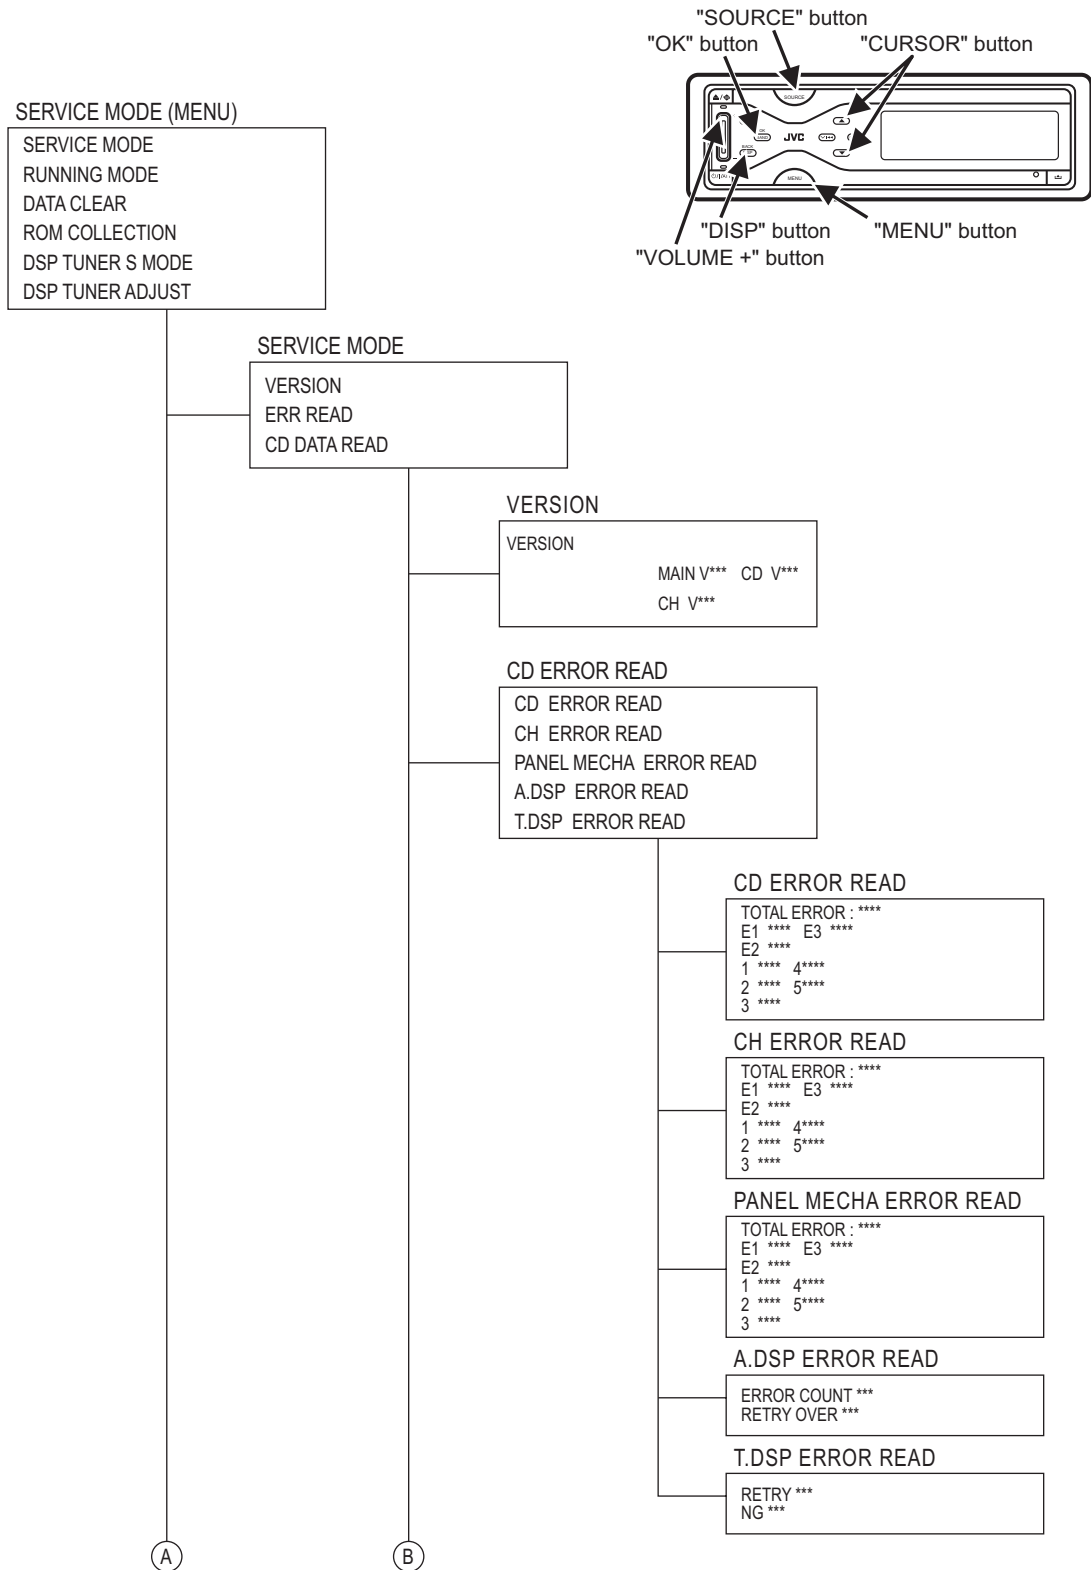 "SOURCE" button
"OK" button
"CURSOR" button
SOURCE
OK
BAND
JVC
BACK
MENU
"DISP" button
"MENU" button
"VOLUME +" button
SERVICE MODE (MENU)
SERVICE MODE
RUNNING MODE
DATA CLEAR
ROM COLLECTION
DSP TUNER S MODE
DSP TUNER ADJUST
SERVICE MODE
VERSION
ERR READ
CD DATA READ
VERSION
VERSION
MAIN V*** CD V***
CH V***
CD ERROR READ
CD ERROR READ
CH ERROR READ
PANEL MECHA ERROR READ
A.DSP ERROR READ
T.DSP ERROR READ
CD ERROR READ
TOTAL ERROR : ****
E1 **** E3 ****
E2 ****
1 **** 4****
2 **** 5****
3 ****
CH ERROR READ
TOTAL ERROR : ****
E1 **** E3 ****
E2 ****
1 **** 4****
2 **** 5****
3 ****
PANEL MECHA ERROR READ
TOTAL ERROR : ****
E1 **** E3 ****
E2 ****
1 **** 4****
2 **** 5****
3 ****
A.DSP ERROR READ
ERROR COUNT ***
RETRY OVER ***
T.DSP ERROR READ
RETRY ***
NG ***
A
B